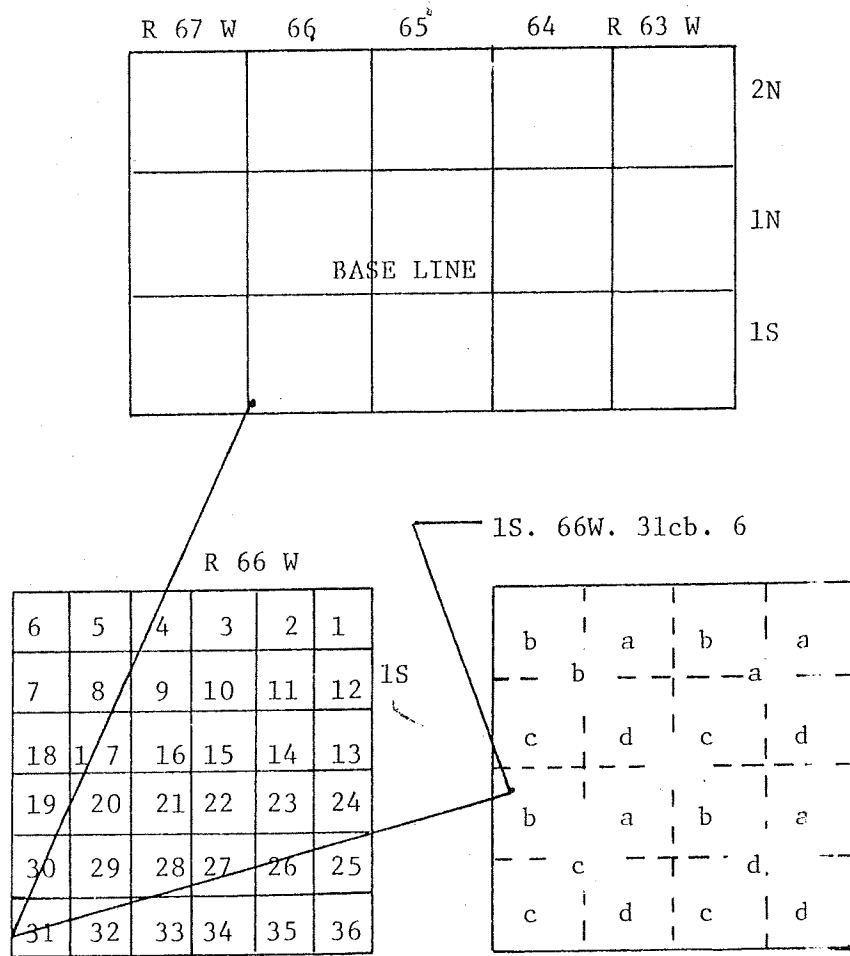 R 67 W 66 65 64 R 63 W
2N
1N
BASE LINE
1S
1S. 66W. 31cb. 6
R 66 W
6 5 4 3 2 1
7 8 9 10 11 12
1S
18 1 7 16 15 14 13
19 20 21 22 23 24
30 29 28 27 26 25
31 32 33 34 35 36
b a b a
b a
c d c d
b a b a
c d
c d c d